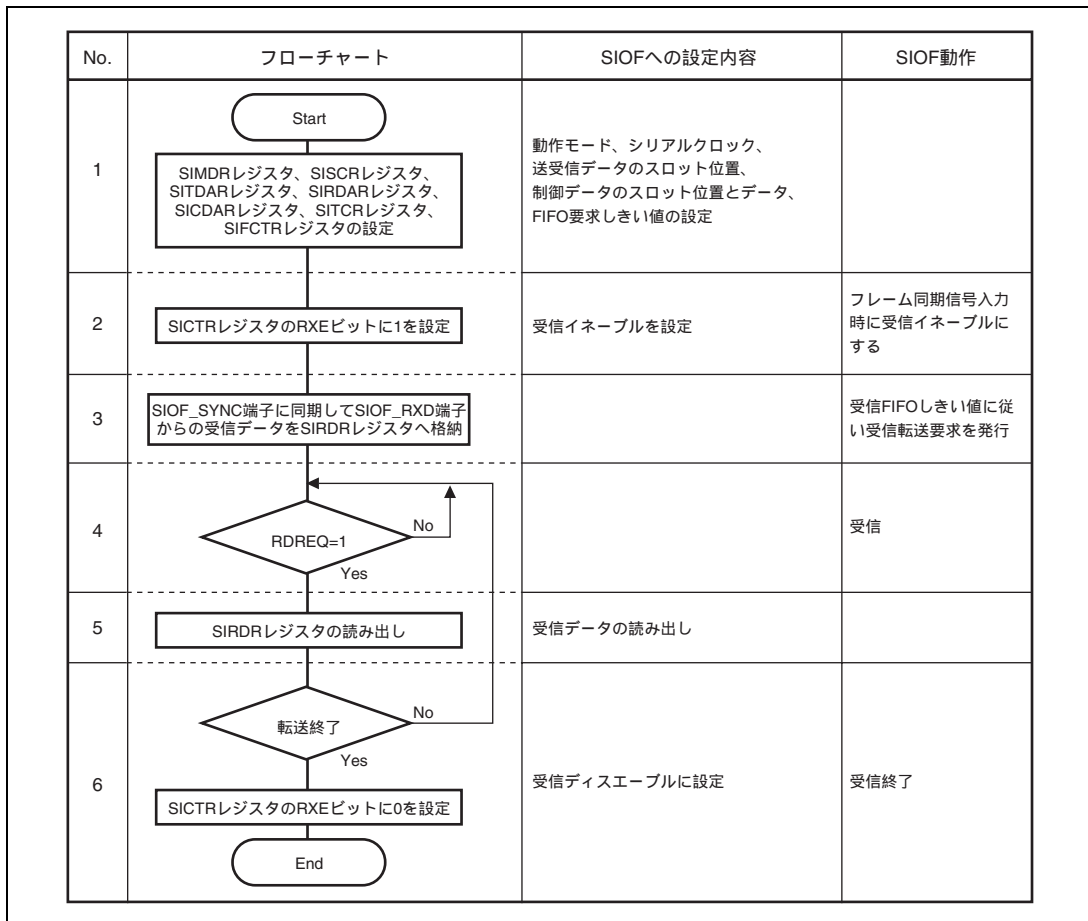 No.
フローチャート
SIOFへの設定内容
SIOF動作
1
Start
SIMDRレジスタ、SISCRレジスタ、
SITDARレジスタ、SIRDARレジスタ、
SICDARレジスタ、SITCRレジスタ、
SIFCTRレジスタの設定
動作モード、シリアルクロック、
送受信データのスロット位置、
制御データのスロット位置とデータ、
FIFO要求しきい値の設定
2
SICTRレジスタのRXEビットに1を設定
受信イネーブルを設定
フレーム同期信号入力
時に受信イネーブルに
する
3
SIOF_SYNC端子に同期してSIOF_RXD端子
からの受信データをSIRDRレジスタへ格納
受信FIFOしきい値に従
い受信転送要求を発行
4
RDREQ=1
No
Yes
受信
5
SIRDRレジスタの読み出し
受信データの読み出し
6
転送終了
No
Yes
SICTRレジスタのRXEビットに0を設定
End
受信ディスエーブルに設定
受信終了